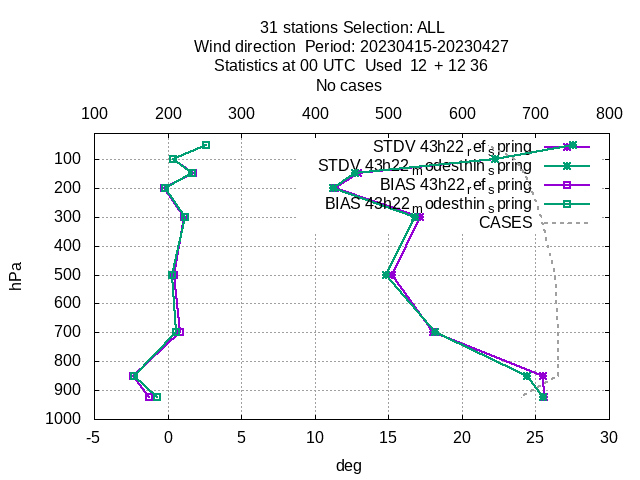 31 stations Selection: ALL
Wind direction  Period: 20230415-20230427
Statistics at 00 UTC  Used  12  + 12 36
No cases
100 200 300 400 500 600 700 800
STDV 43h22_ref_spring
STDV 43h22_modesthin_spring
BIAS 43h22_ref_spring
BIAS 43h22_modesthin_spring
CASES
100
200
300
400
500
600
700
800
900
1000
hPa
-5 0 5 10 15 20 25 30
deg